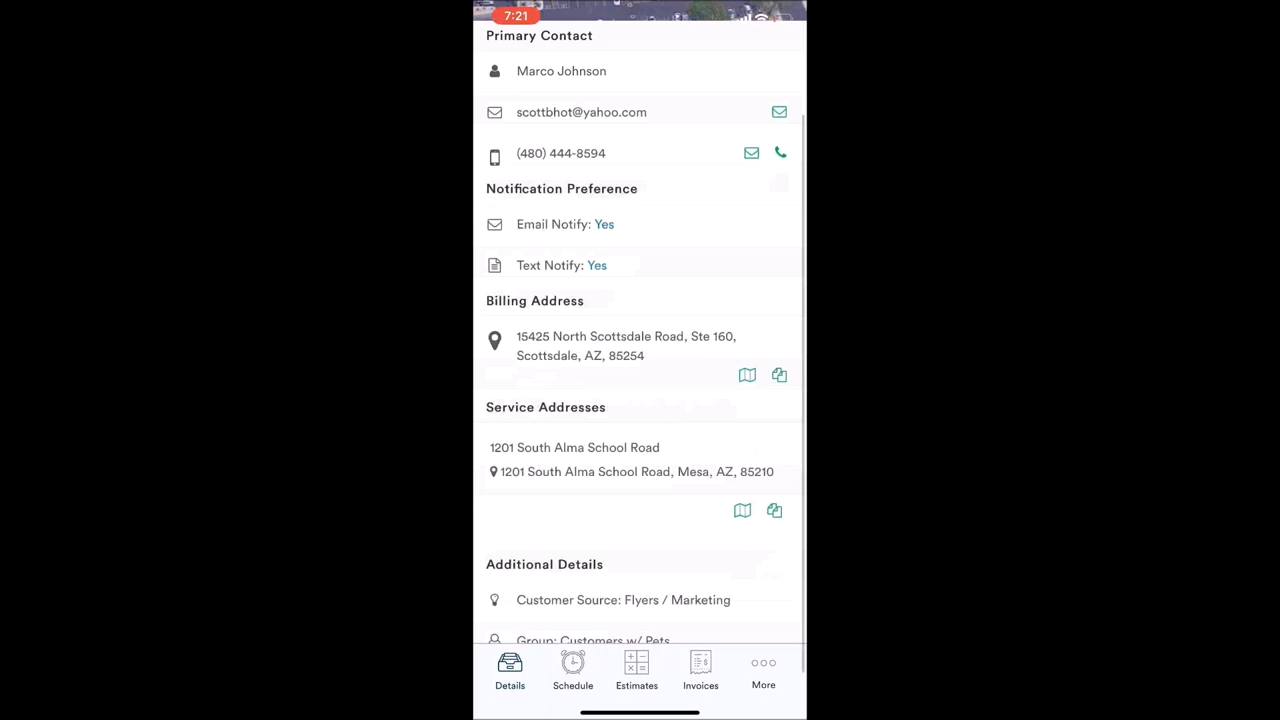 7:21
Primary Contact
Marco Johnson
scottbhot@yahoo.com
(480) 444-8594
Notification Preference
Email Notify: Yes
Text Notify: Yes
Billing Address
15425 North Scottsdale Road, Ste 160,
Scottsdale, AZ, 85254
Service Addresses
1201 South Alma School Road
1201 South Alma School Road, Mesa, AZ, 85210
Additional Details
Customer Source: Flyers / Marketing
Group: Customers w/ Pets
Details Schedule Estimates Invoices More